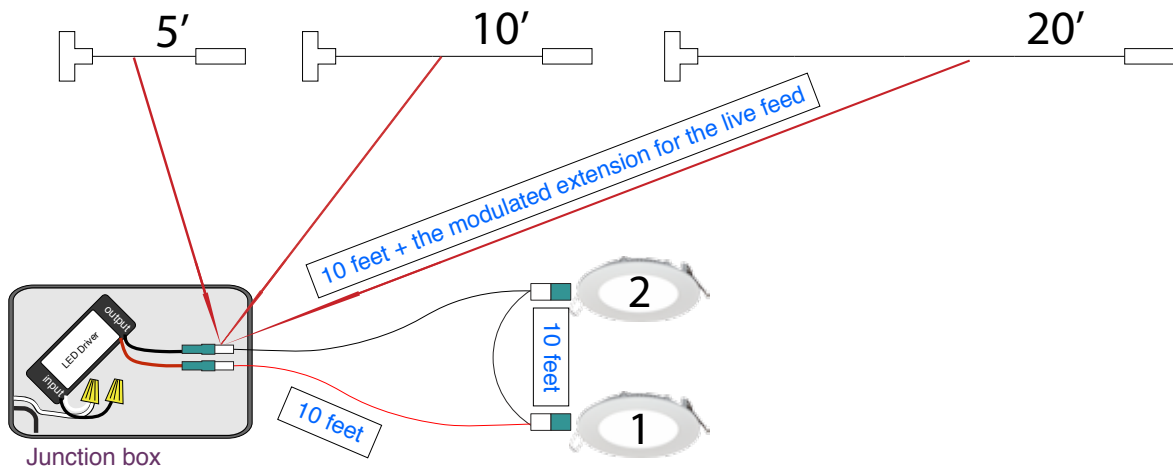 5’
10’
20’
10 feet + the modulated extension for the live feed
output
LED Driver
input
2
10 feet
1
10 feet
Junction box